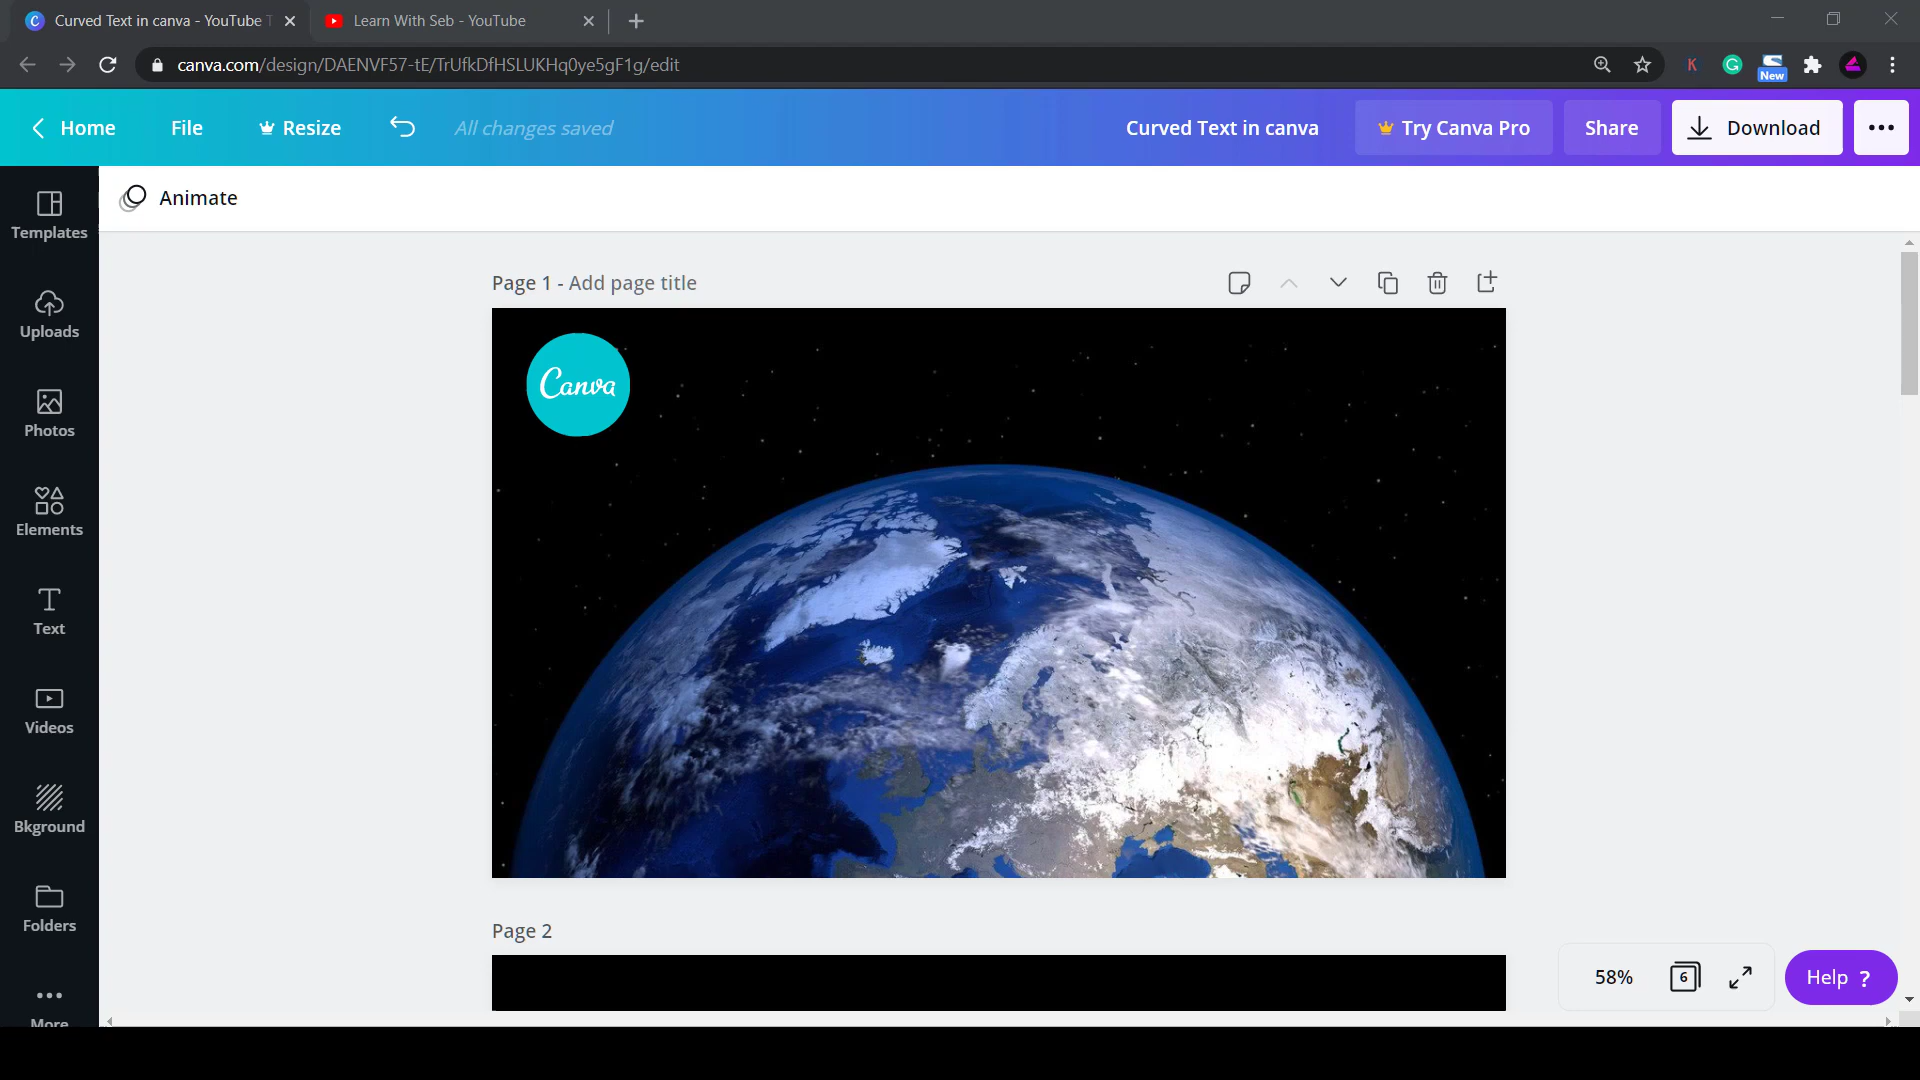 Curved Text in canva - YouTube T
Learn With Seb - YouTube
canva.com/design/DAENVF57-tE/TrUfkDfHSLUKHq0ye5gF1g/edit
K
G
New
Home
File
Resize
All changes saved
Curved Text in canva
Try Canva Pro
Share
Download
Animate
Templates
Uploads
Photos
Elements
Text
Videos
Bkground
Folders
More
Page 1 - Add page title
Canva
Page 2
58%
6
Help ?